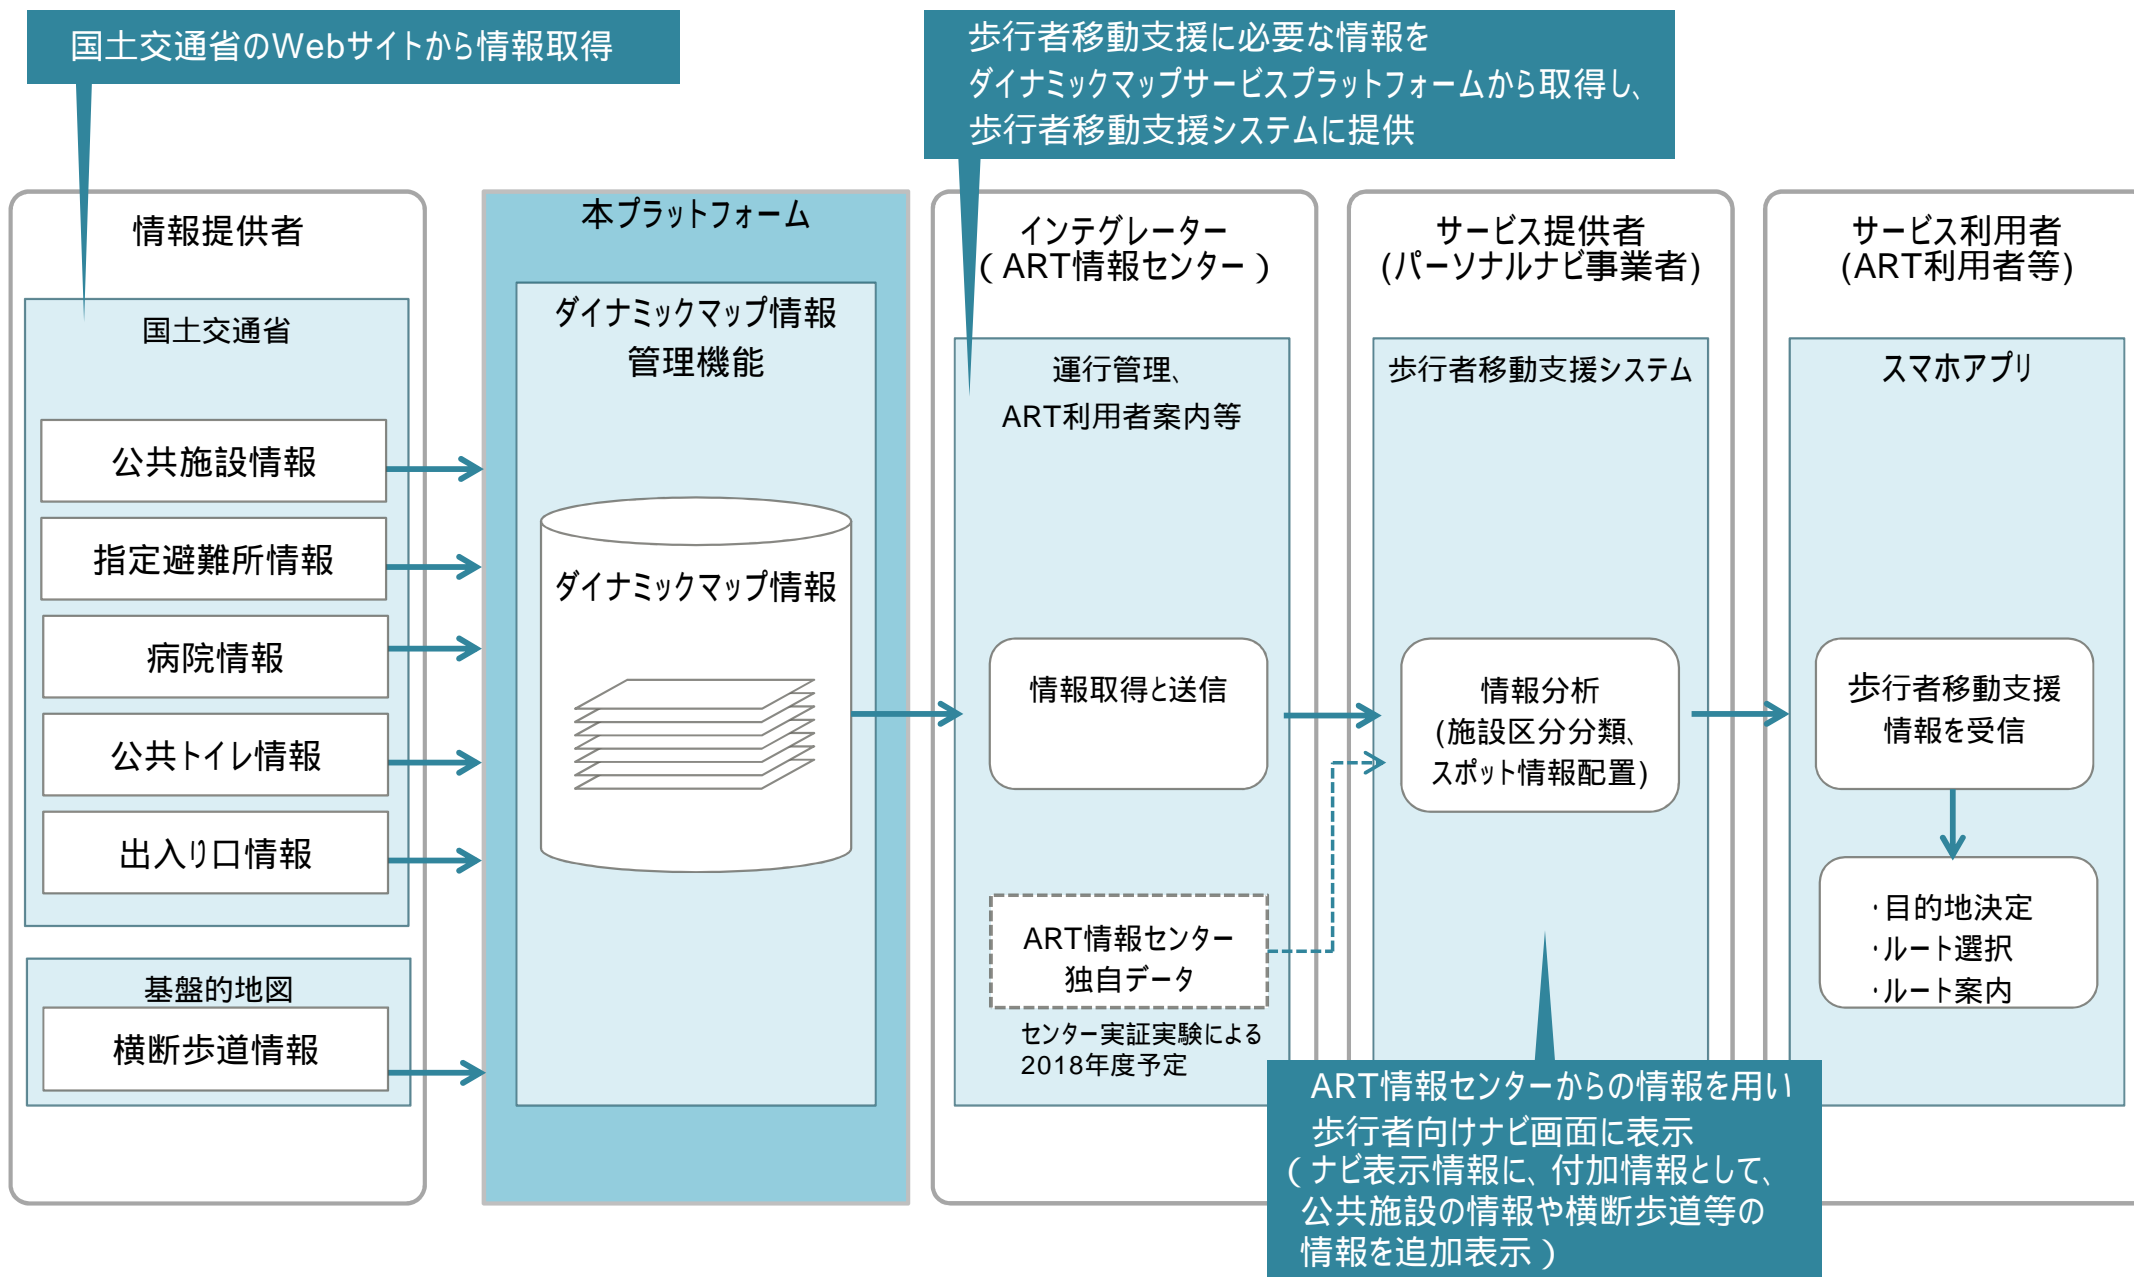 国土交通省のWebサイトから情報取得
歩行者移動支援に必要な情報を
ダイナミックマップサービスプラットフォームから取得し、
歩行者移動支援システムに提供
情報提供者
国土交通省
公共施設情報
指定避難所情報
病院情報
公共トイレ情報
出入り口情報
基盤的地図
横断歩道情報
本プラットフォーム
ダイナミックマップ情報
管理機能
ダイナミックマップ情報
インテグレーター
（ART情報センター）
運行管理、
ART利用者案内等
情報取得と送信
ART情報センター
独自データ
センター実証実験による
2018年度予定
サービス提供者
(パーソナルナビ事業者)
歩行者移動支援システム
情報分析
(施設区分分類、
スポット情報配置)
ART情報センターからの情報を用い
歩行者向けナビ画面に表示
（ナビ表示情報に、付加情報として、
公共施設の情報や横断歩道等の
情報を追加表示）
サービス利用者
(ART利用者等)
スマホアプリ
歩行者移動支援
情報を受信
・目的地決定
・ルート選択
・ルート案内